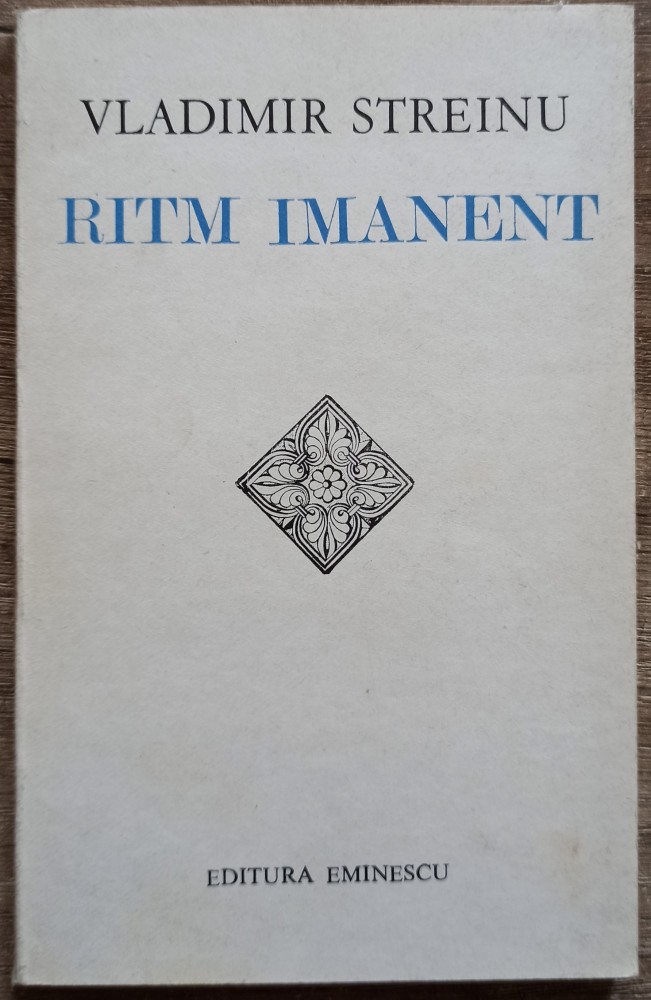 VLADIMIR STREINU
RITM IMANENT
EDITURA EMINESCU